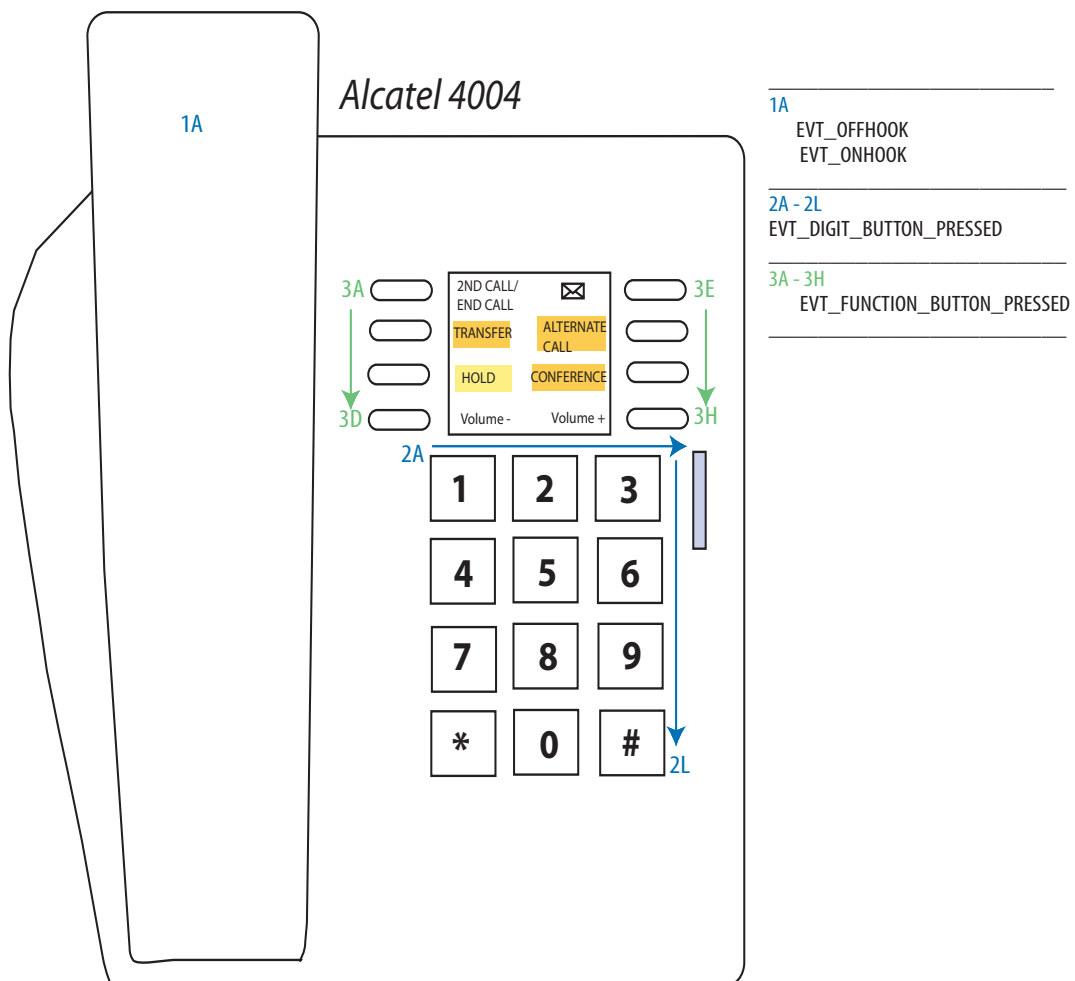 Alcatel 4004
1A
3A
3D
2ND CALL/
END CALL
TRANSFER
HOLD
Volume -
ALTERNATE
CALL
CONFERENCE
Volume +
3E
3H
2A
1 2 3
4 5 6
7 8 9
* 0 #
2L
1A
EVT_OFFHOOK
EVT_ONHOOK
2A - 2L
EVT_DIGIT_BUTTON_PRESSED
3A - 3H
EVT_FUNCTION_BUTTON_PRESSED